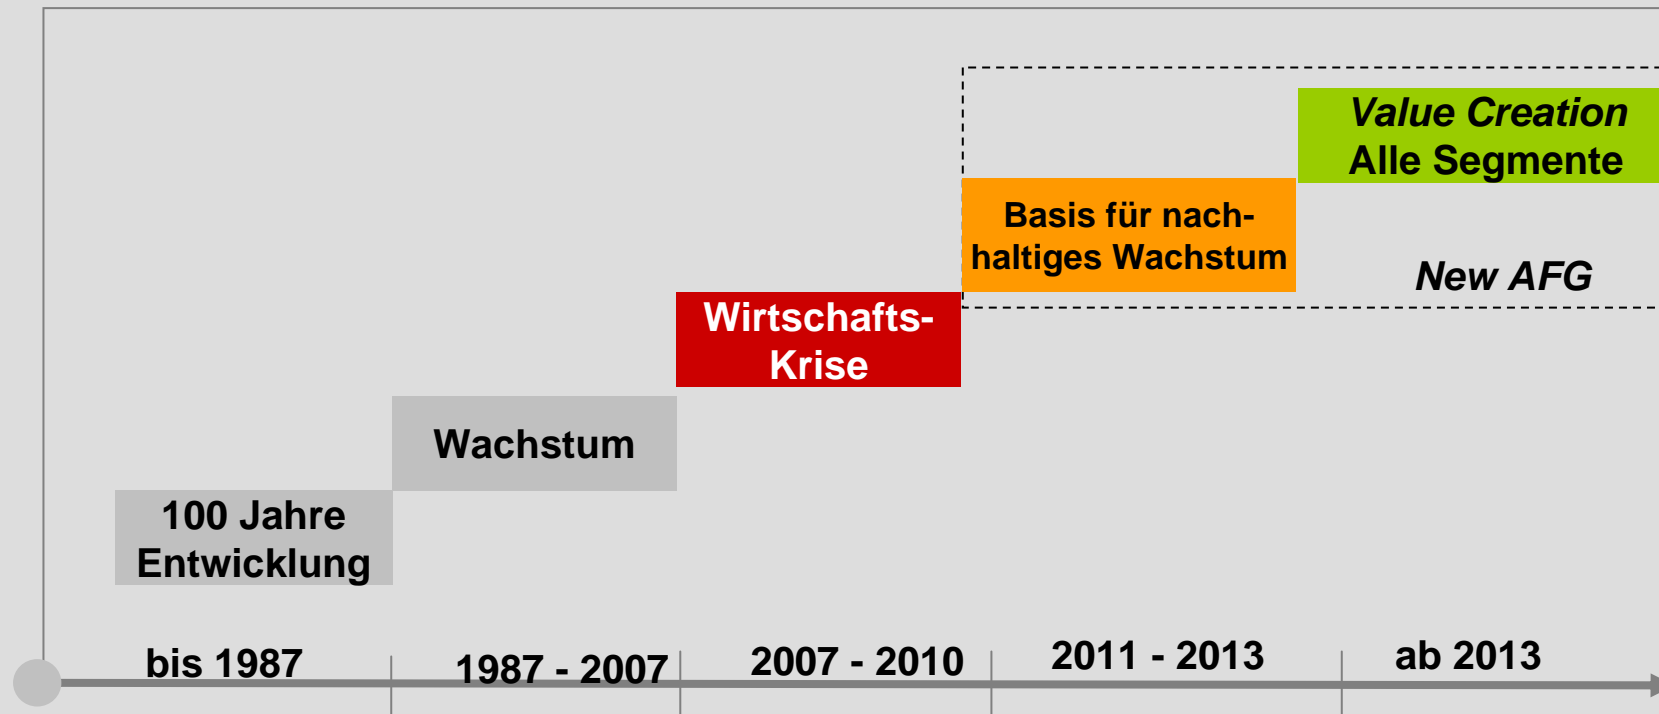 Value Creation
Alle Segmente
Basis für nach-
haltiges Wachstum
New AFG
Wirtschafts-
Krise
Wachstum
100 Jahre
Entwicklung
bis 1987
1987 - 2007
2007 - 2010
2011 - 2013
ab 2013